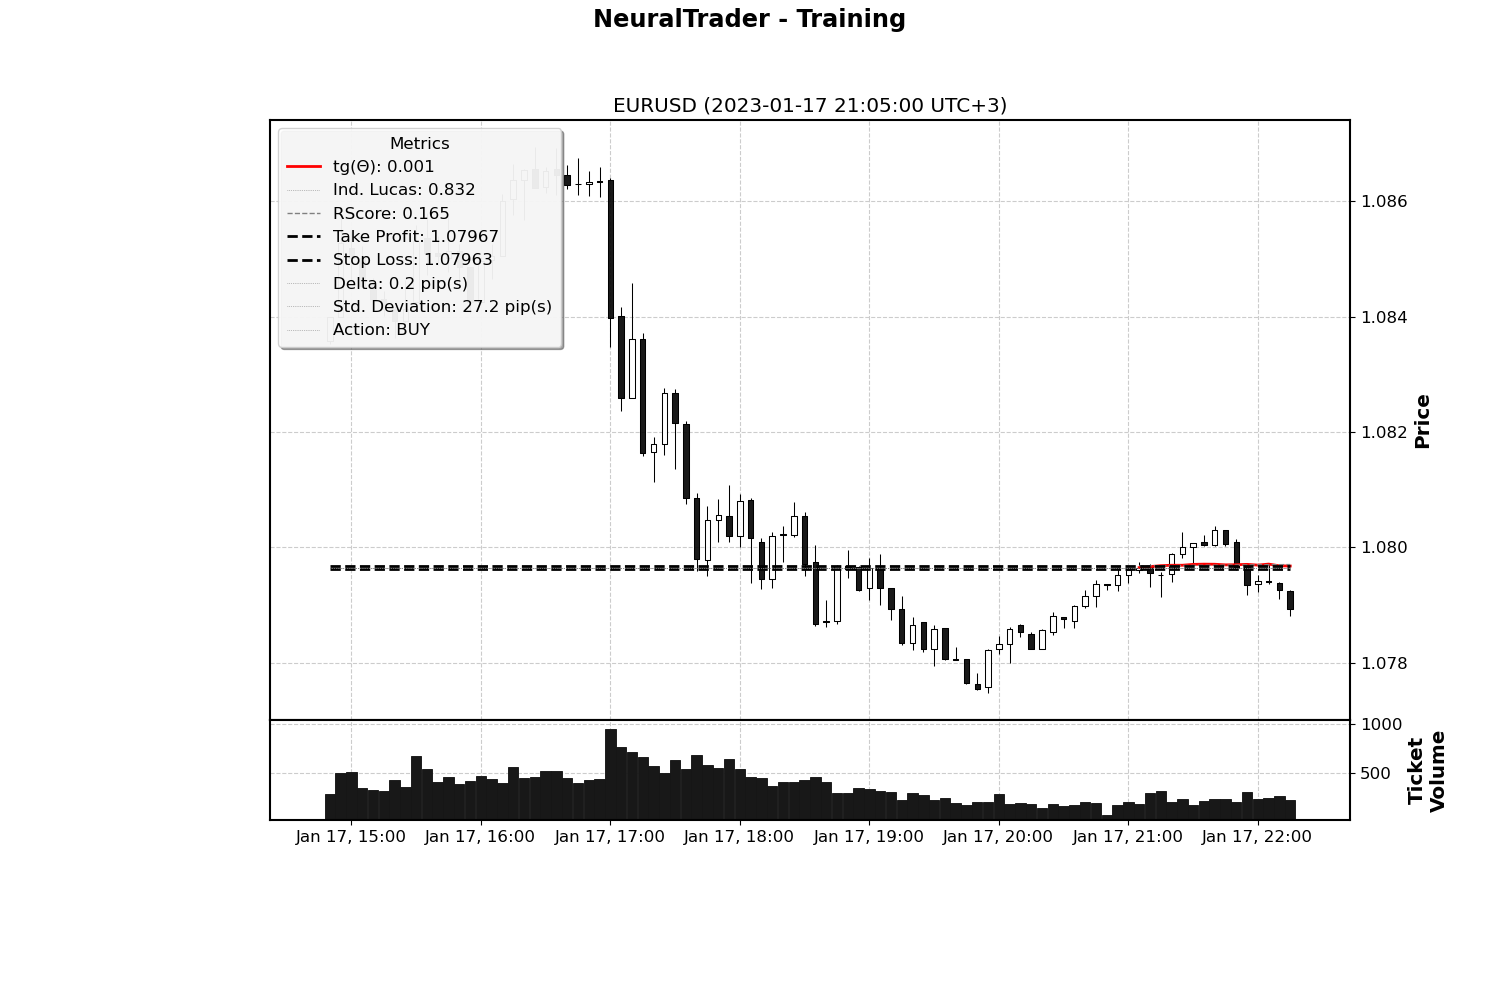 NeuralTrader - Training
EURUSD (2023-01-17 21:05:00 UTC+3)
Metrics
tg(Θ): 0.001
Ind. Lucas: 0.832
RScore: 0.165
Take Profit: 1.07967
Stop Loss: 1.07963
Delta: 0.2 pip(s)
Std. Deviation: 27.2 pip(s)
Action: BUY
1.086
1.084
1.082
1.080
1.078
Price
1000
500
Ticket
Volume
Jan 17, 15:00 Jan 17, 16:00 Jan 17, 17:00 Jan 17, 18:00 Jan 17, 19:00 Jan 17, 20:00 Jan 17, 21:00 Jan 17, 22:00